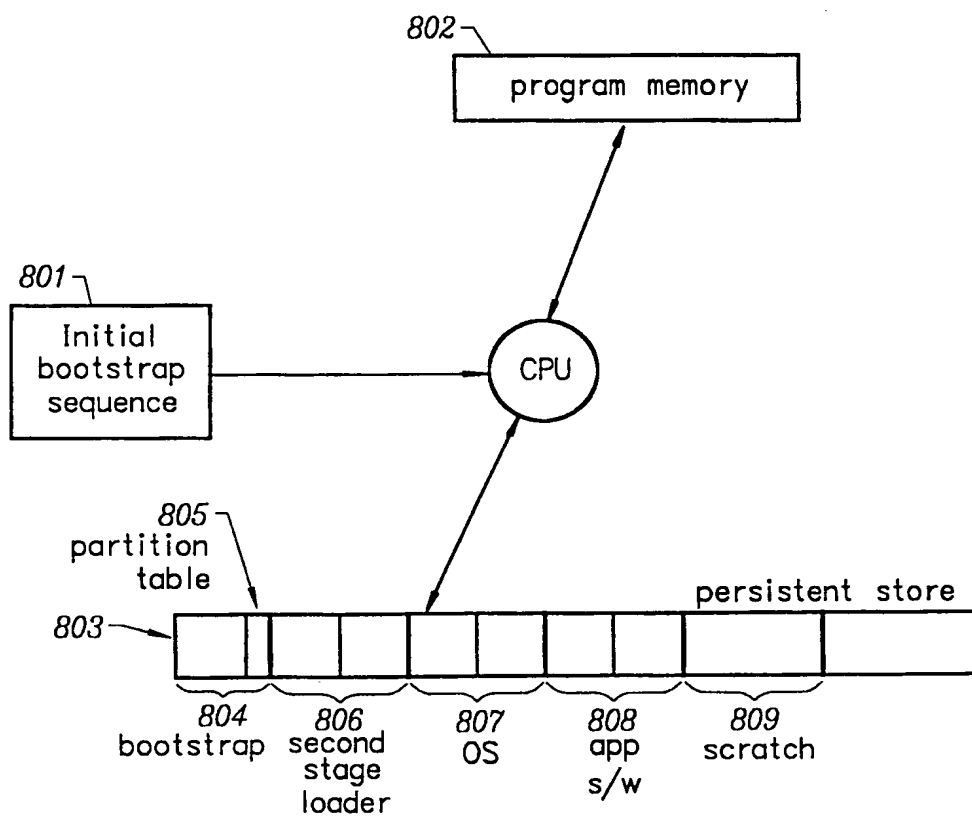 802
program memory
801
Initial
bootstrap
sequence
CPU
805
partition
table
persistent store
803
804
bootstrap
806
second
stage
loader
807
OS
808
app
s/w
809
scratch